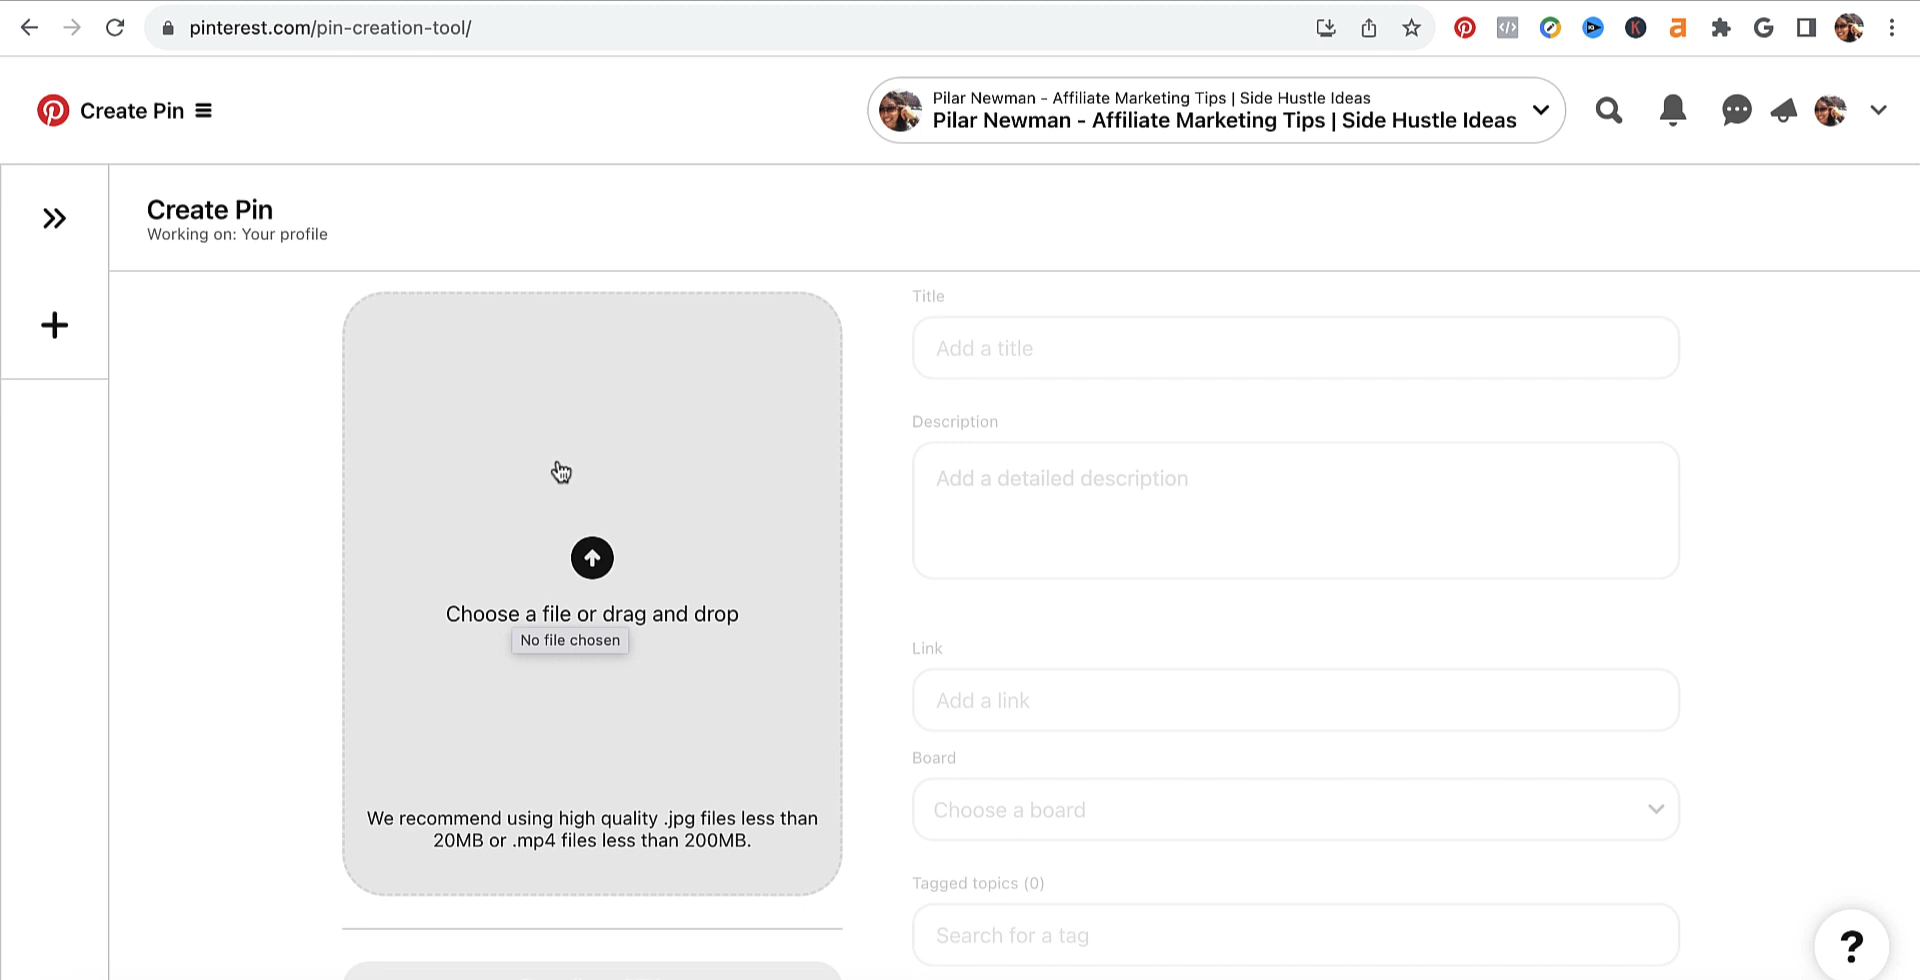 pinterest.com/pin-creation-tool/
Create Pin
Pilar Newman - Affiliate Marketing Tips | Side Hustle Ideas
Pilar Newman - Affiliate Marketing Tips | Side Hustle Ideas
Create Pin
Working on: Your profile
Choose a file or drag and drop
No file chosen
We recommend using high quality .jpg files less than
20MB or .mp4 files less than 200MB.
Title
Add a title
Description
Add a detailed description
Link
Add a link
Board
Choose a board
Tagged topics (0)
Search for a tag
?